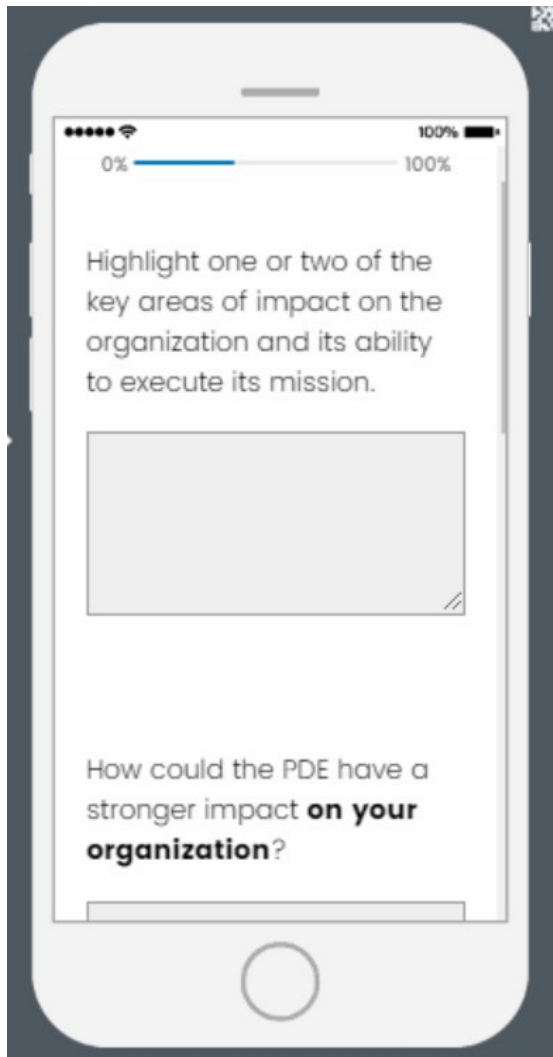 100%
0% 100%
Highlight one or two of the
key areas of impact on the
organization and its ability
to execute its mission.
How could the PDE have a
stronger impact on your
organization?